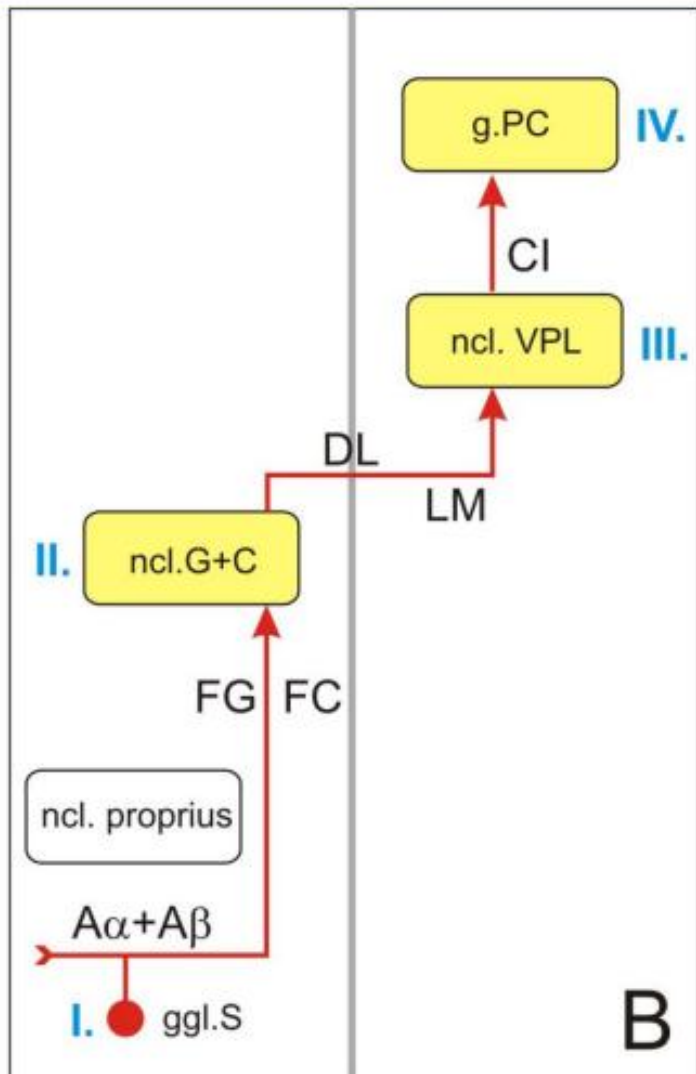 g.PC IV.
CI
ncl. VPL III.
DL
LM
II. ncl.G+C
FG FC
ncl. proprius
Aα+Aβ
I. ggl.S
B